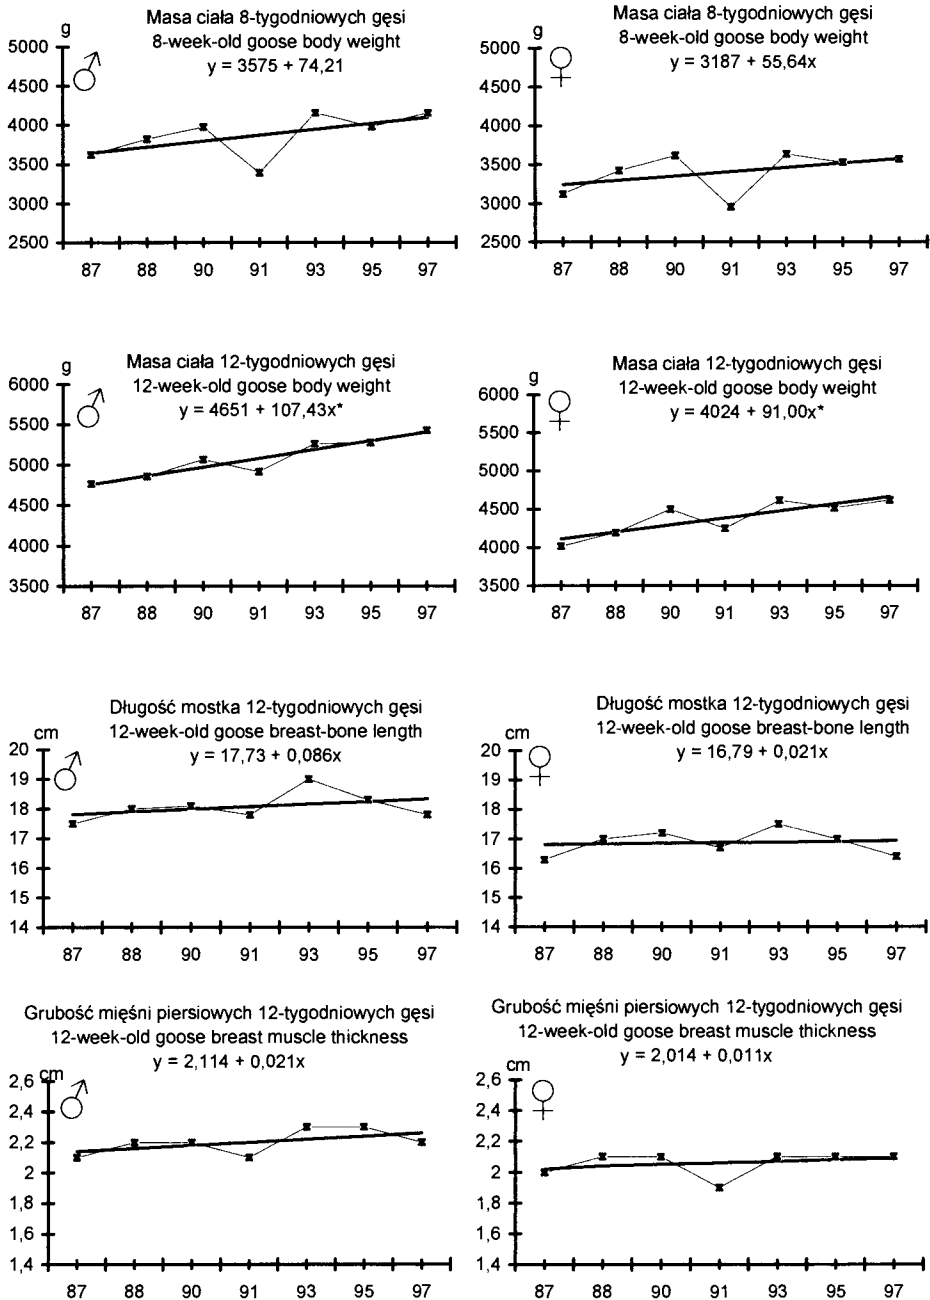 Masa ciała 8-tygodniowych gęsi
8-week-old goose body weight
y = 3575 + 74,21
g
5000
4500
4000
3500
3000
2500
87 88 90 91 93 95 97
Masa ciała 8-tygodniowych gęsi
8-week-old goose body weight
y = 3187 + 55,64x
g
5000
4500
4000
3500
3000
2500
87 88 90 91 93 95 97
Masa ciała 12-tygodniowych gęsi
12-week-old goose body weight
y = 4651 + 107,43x*
g
6000
5500
5000
4500
4000
3500
87 88 90 91 93 95 97
Masa ciała 12-tygodniowych gęsi
12-week-old goose body weight
y = 4024 + 91,00x*
g
6000
5500
5000
4500
4000
3500
87 88 90 91 93 95 97
Długość mostka 12-tygodniowych gęsi
12-week-old goose breast-bone length
y = 17,73 + 0,086x
cm
20
19
18
17
16
15
14
87 88 90 91 93 95 97
Długość mostka 12-tygodniowych gęsi
12-week-old goose breast-bone length
y = 16,79 + 0,021x
cm
20
19
18
17
16
15
14
87 88 90 91 93 95 97
Grubość mięśni piersiowych 12-tygodniowych gęsi
12-week-old goose breast muscle thickness
y = 2,114 + 0,021x
cm
2,6
2,4
2,2
2
1,8
1,6
1,4
87 88 90 91 93 95 97
Grubość mięśni piersiowych 12-tygodniowych gęsi
12-week-old goose breast muscle thickness
y = 2,014 + 0,011x
cm
2,6
2,4
2,2
2
1,8
1,6
1,4
87 88 90 91 93 95 97